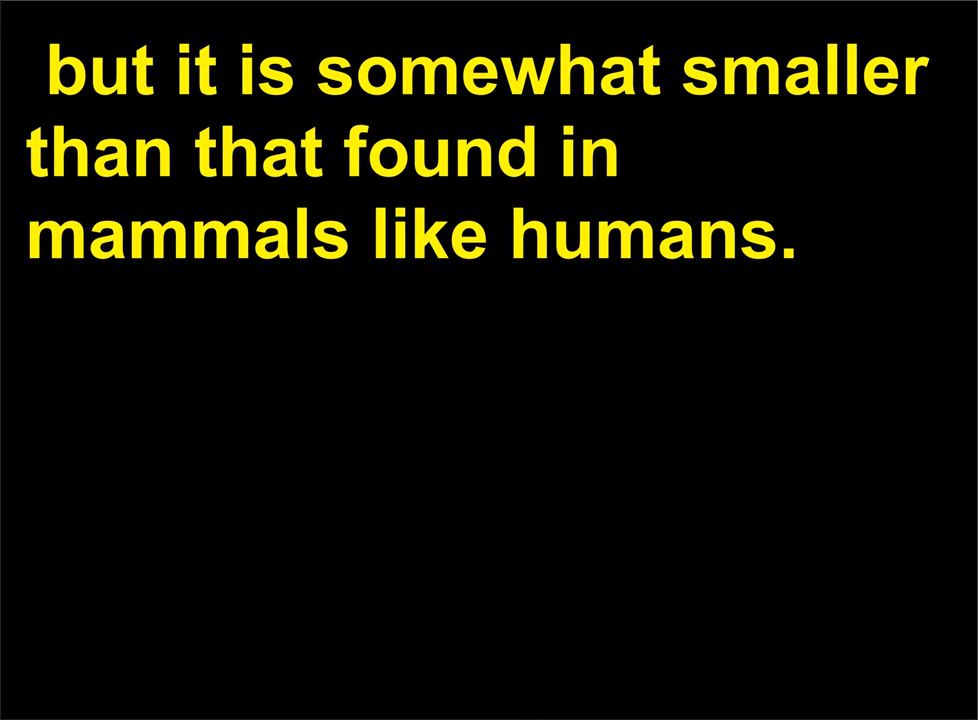 but it is somewhat smaller
than that found in
mammals like humans.